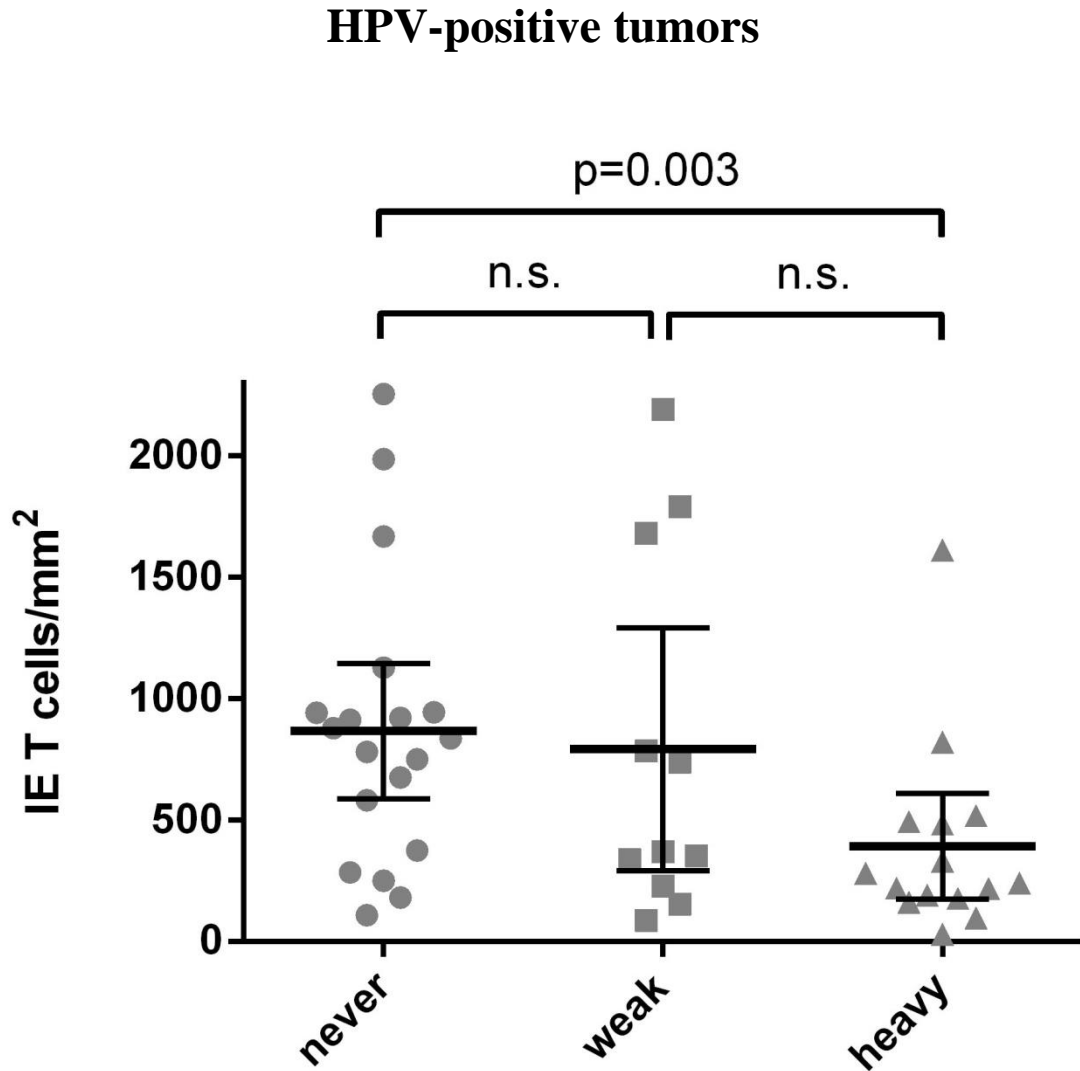 HPV-positive tumors
p=0.003
n.s.
n.s.
2000
1500
1000
500
0
IE T cells/mm²
never
weak
heavy